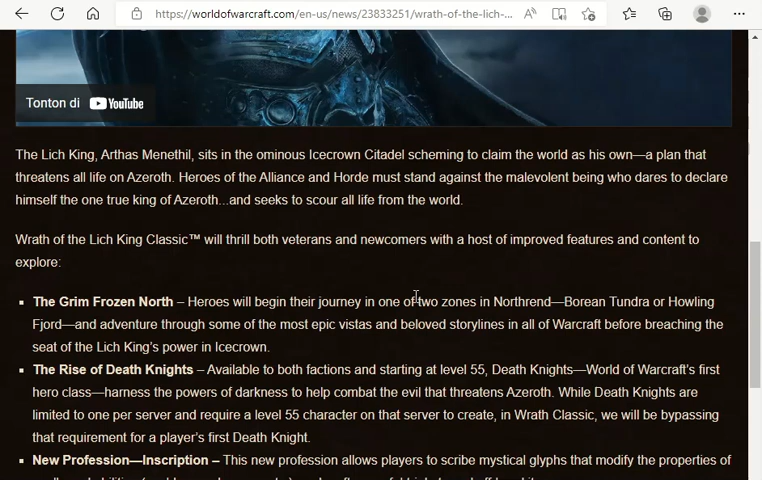 https://worldofwarcraft.com/en-us/news/23833251/wrath-of-the-lich-...
Tonton di YouTube
The Lich King, Arthas Menethil, sits in the ominous Icecrown Citadel scheming to claim the world as his own—a plan that
threatens all life on Azeroth. Heroes of the Alliance and Horde must stand against the malevolent being who dares to declare
himself the one true king of Azeroth...and seeks to scour all life from the world.
Wrath of the Lich King Classic™ will thrill both veterans and newcomers with a host of improved features and content to
explore:
▪ The Grim Frozen North – Heroes will begin their journey in one of two zones in Northrend—Borean Tundra or Howling
Fjord—and adventure through some of the most epic vistas and beloved storylines in all of Warcraft before breaching the
seat of the Lich King's power in Icecrown.
▪ The Rise of Death Knights – Available to both factions and starting at level 55, Death Knights—World of Warcraft's first
hero class—harness the powers of darkness to help combat the evil that threatens Azeroth. While Death Knights are
limited to one per server and require a level 55 character on that server to create, in Wrath Classic, we will be bypassing
that requirement for a player's first Death Knight.
▪ New Profession—Inscription – This new profession allows players to scribe mystical glyphs that modify the properties of